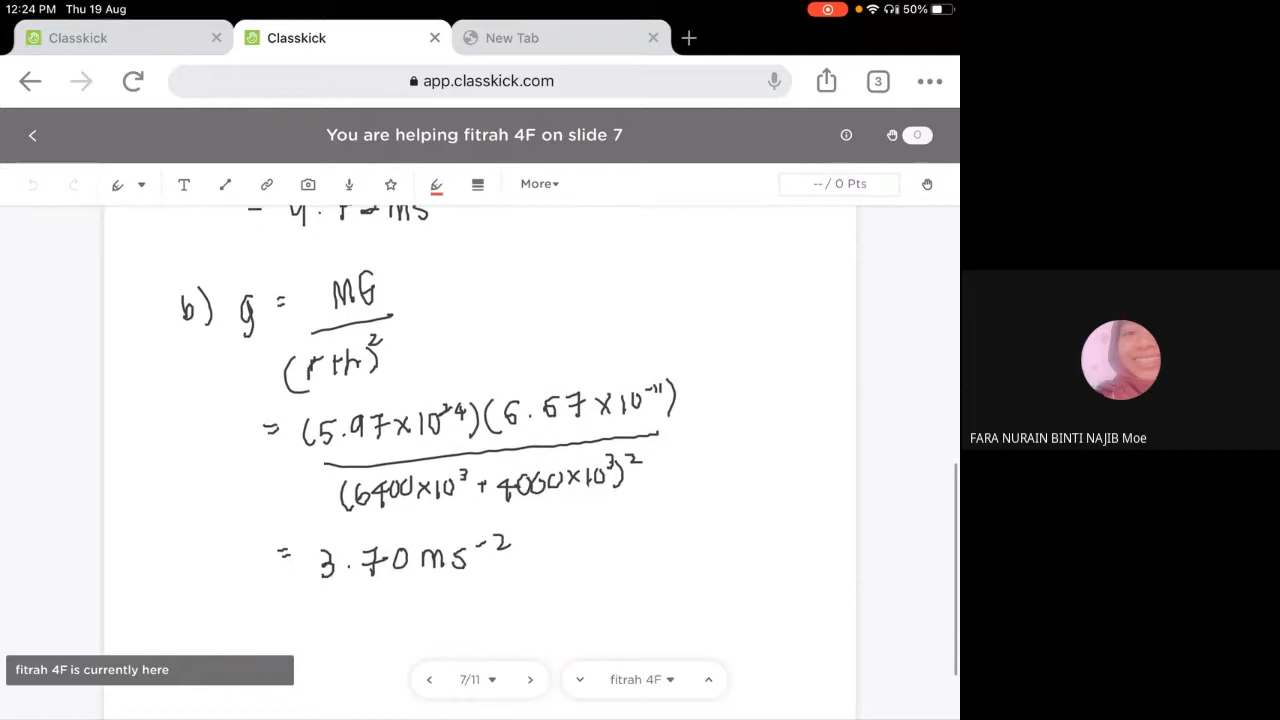 12:24 PM Thu 19 Aug
50%
Classkick
Classkick
New Tab
app.classkick.com
3
You are helping fitrah 4F on slide 7
0
T
More
-- / 0 Pts
b) g = MG
(r+h)²
= (5.97×10²⁴)(6.67×10⁻¹¹)
(6400×10³ + 4000×10³)²
= 3.70 ms⁻²
FARA NURAIN BINTI NAJIB Moe
fitrah 4F is currently here
7/11
fitrah 4F